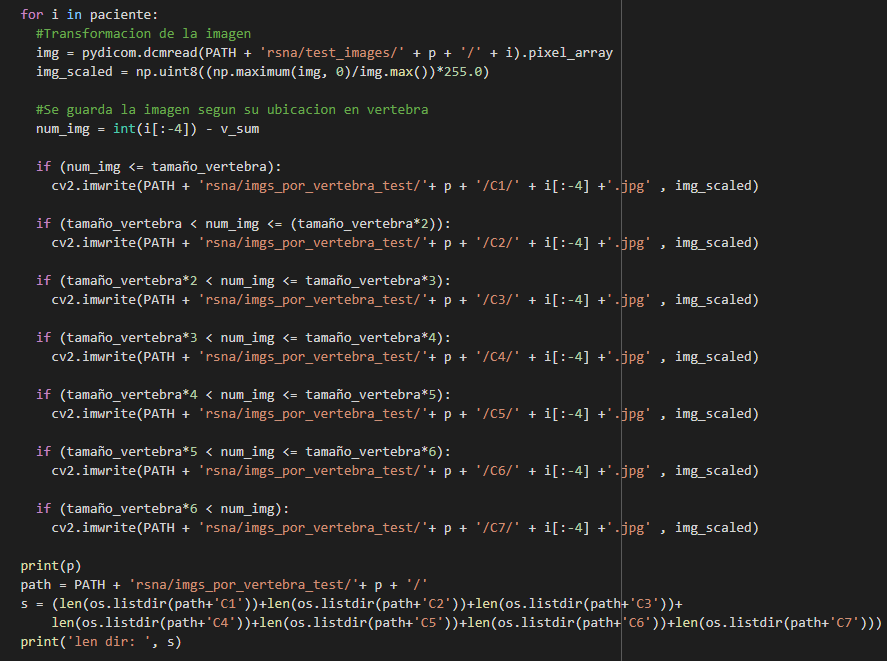 for i in paciente:
  #Transformacion de la imagen
  img = pydicom.dcmread(PATH + 'rsna/test_images/' + p + '/' + i).pixel_array
  img_scaled = np.uint8((np.maximum(img, 0)/img.max())*255.0)

  #Se guarda la imagen segun su ubicacion en vertebra
  num_img = int(i[:-4]) - v_sum

  if (num_img <= tamaño_vertebra):
    cv2.imwrite(PATH + 'rsna/imgs_por_vertebra_test/'+ p + '/C1/' + i[:-4] +'.jpg' , img_scaled)

  if (tamaño_vertebra < num_img <= (tamaño_vertebra*2)):
    cv2.imwrite(PATH + 'rsna/imgs_por_vertebra_test/'+ p + '/C2/' + i[:-4] +'.jpg' , img_scaled)

  if (tamaño_vertebra*2 < num_img <= tamaño_vertebra*3):
    cv2.imwrite(PATH + 'rsna/imgs_por_vertebra_test/'+ p + '/C3/' + i[:-4] +'.jpg' , img_scaled)

  if (tamaño_vertebra*3 < num_img <= tamaño_vertebra*4):
    cv2.imwrite(PATH + 'rsna/imgs_por_vertebra_test/'+ p + '/C4/' + i[:-4] +'.jpg' , img_scaled)

  if (tamaño_vertebra*4 < num_img <= tamaño_vertebra*5):
    cv2.imwrite(PATH + 'rsna/imgs_por_vertebra_test/'+ p + '/C5/' + i[:-4] +'.jpg' , img_scaled)

  if (tamaño_vertebra*5 < num_img <= tamaño_vertebra*6):
    cv2.imwrite(PATH + 'rsna/imgs_por_vertebra_test/'+ p + '/C6/' + i[:-4] +'.jpg' , img_scaled)

  if (tamaño_vertebra*6 < num_img):
    cv2.imwrite(PATH + 'rsna/imgs_por_vertebra_test/'+ p + '/C7/' + i[:-4] +'.jpg' , img_scaled)

print(p)
path = PATH + 'rsna/imgs_por_vertebra_test/'+ p + '/'
s = (len(os.listdir(path+'C1'))+len(os.listdir(path+'C2'))+len(os.listdir(path+'C3'))+
    len(os.listdir(path+'C4'))+len(os.listdir(path+'C5'))+len(os.listdir(path+'C6'))+len(os.listdir(path+'C7')))
print('len dir: ', s)